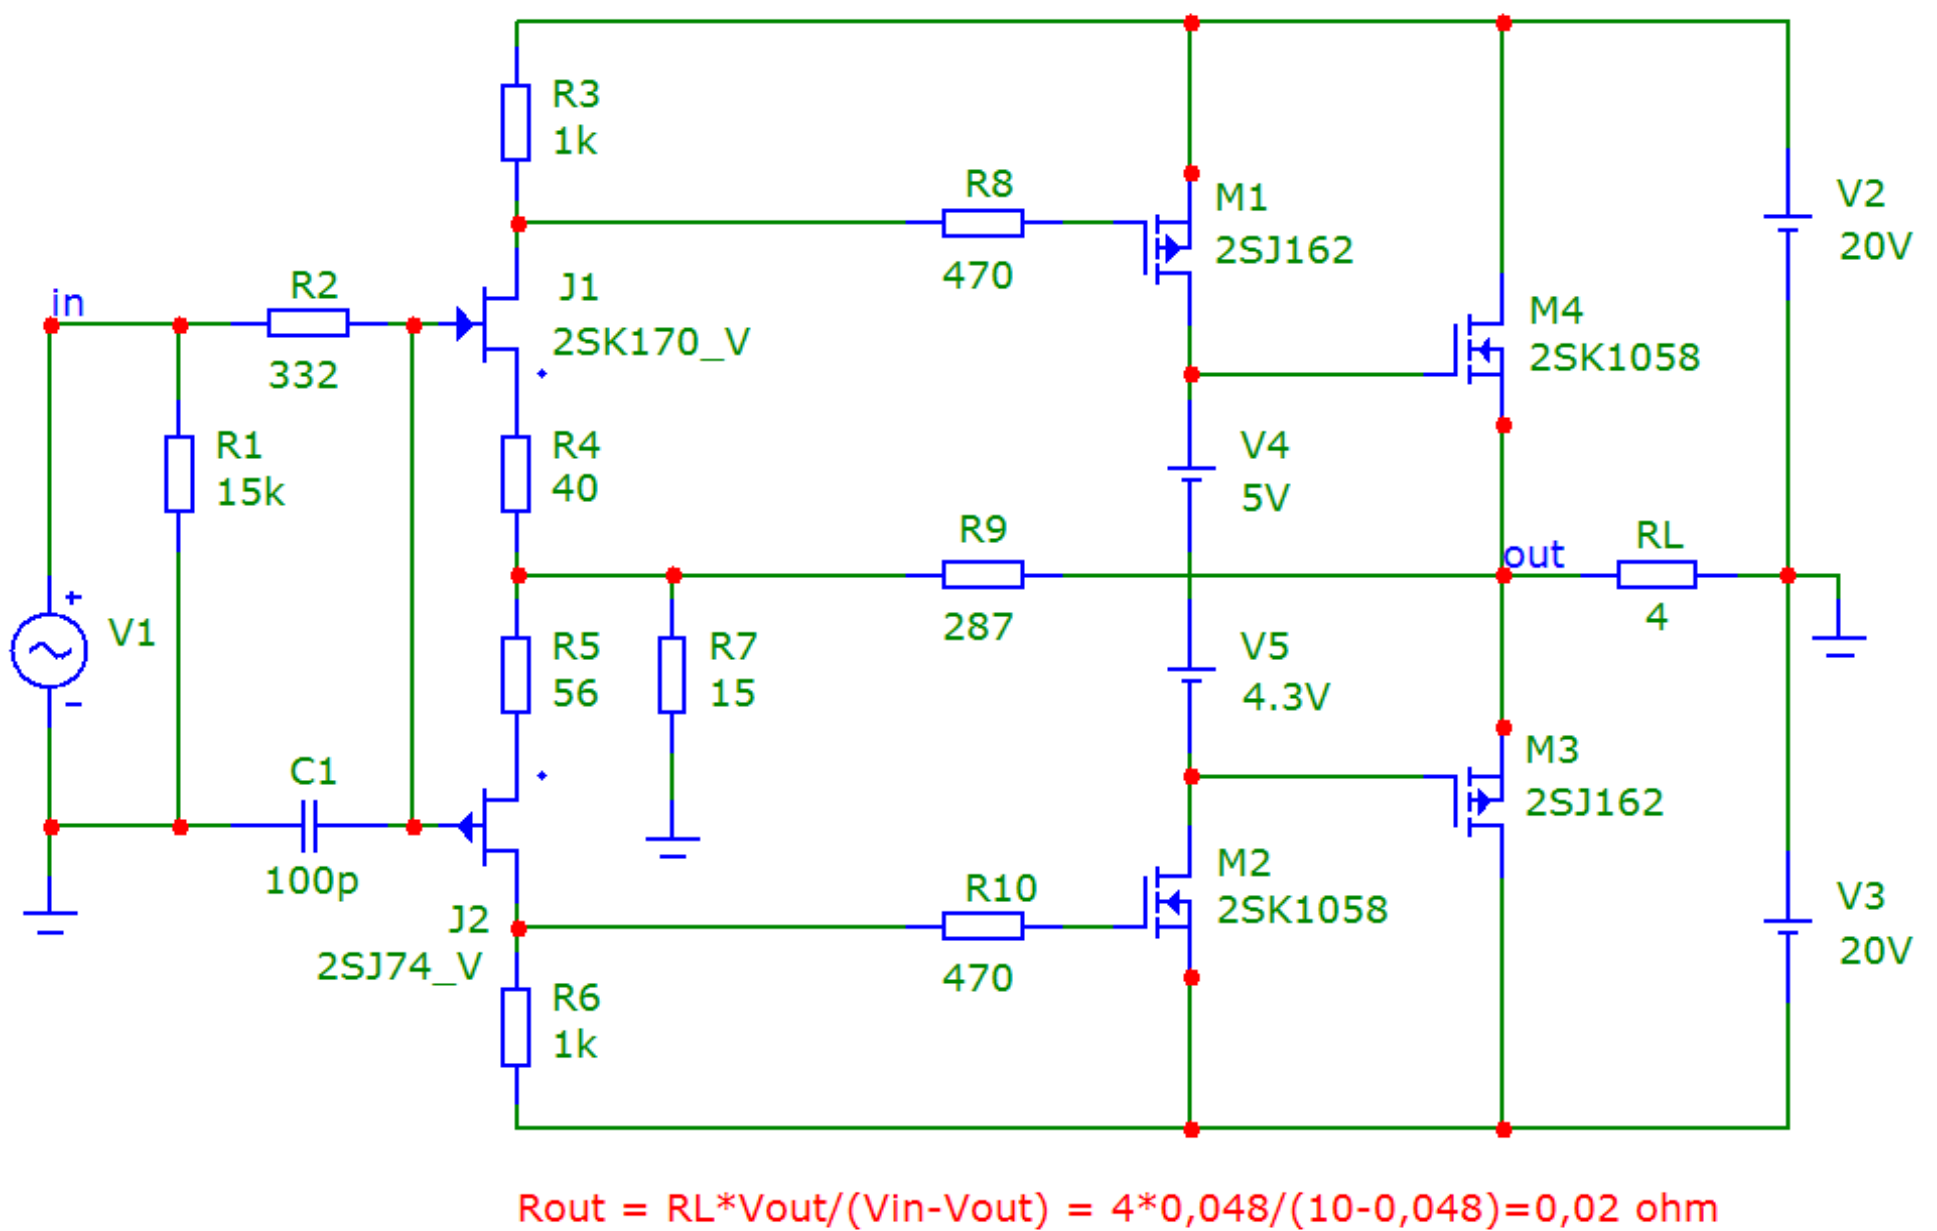 R3
1k
R8
470
M1
2SJ162
V2
20V
in
R2
332
J1
2SK170_V
M4
2SK1058
R1
15k
R4
40
V4
5V
R9
287
out
RL
4
+
V1
-
R5
56
R7
15
V5
4.3V
C1
100p
M3
2SJ162
J2
2SJ74_V
R10
470
M2
2SK1058
V3
20V
R6
1k
Rout = RL*Vout/(Vin-Vout) = 4*0,048/(10-0,048)=0,02 ohm